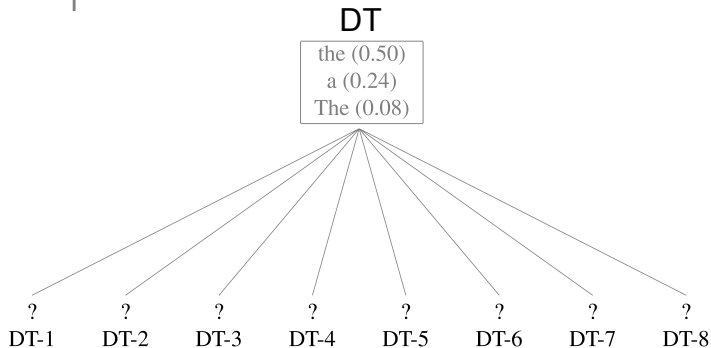 DT
the (0.50)
a (0.24)
The (0.08)
? ? ? ? ? ? ? ?
DT-1 DT-2 DT-3 DT-4 DT-5 DT-6 DT-7 DT-8